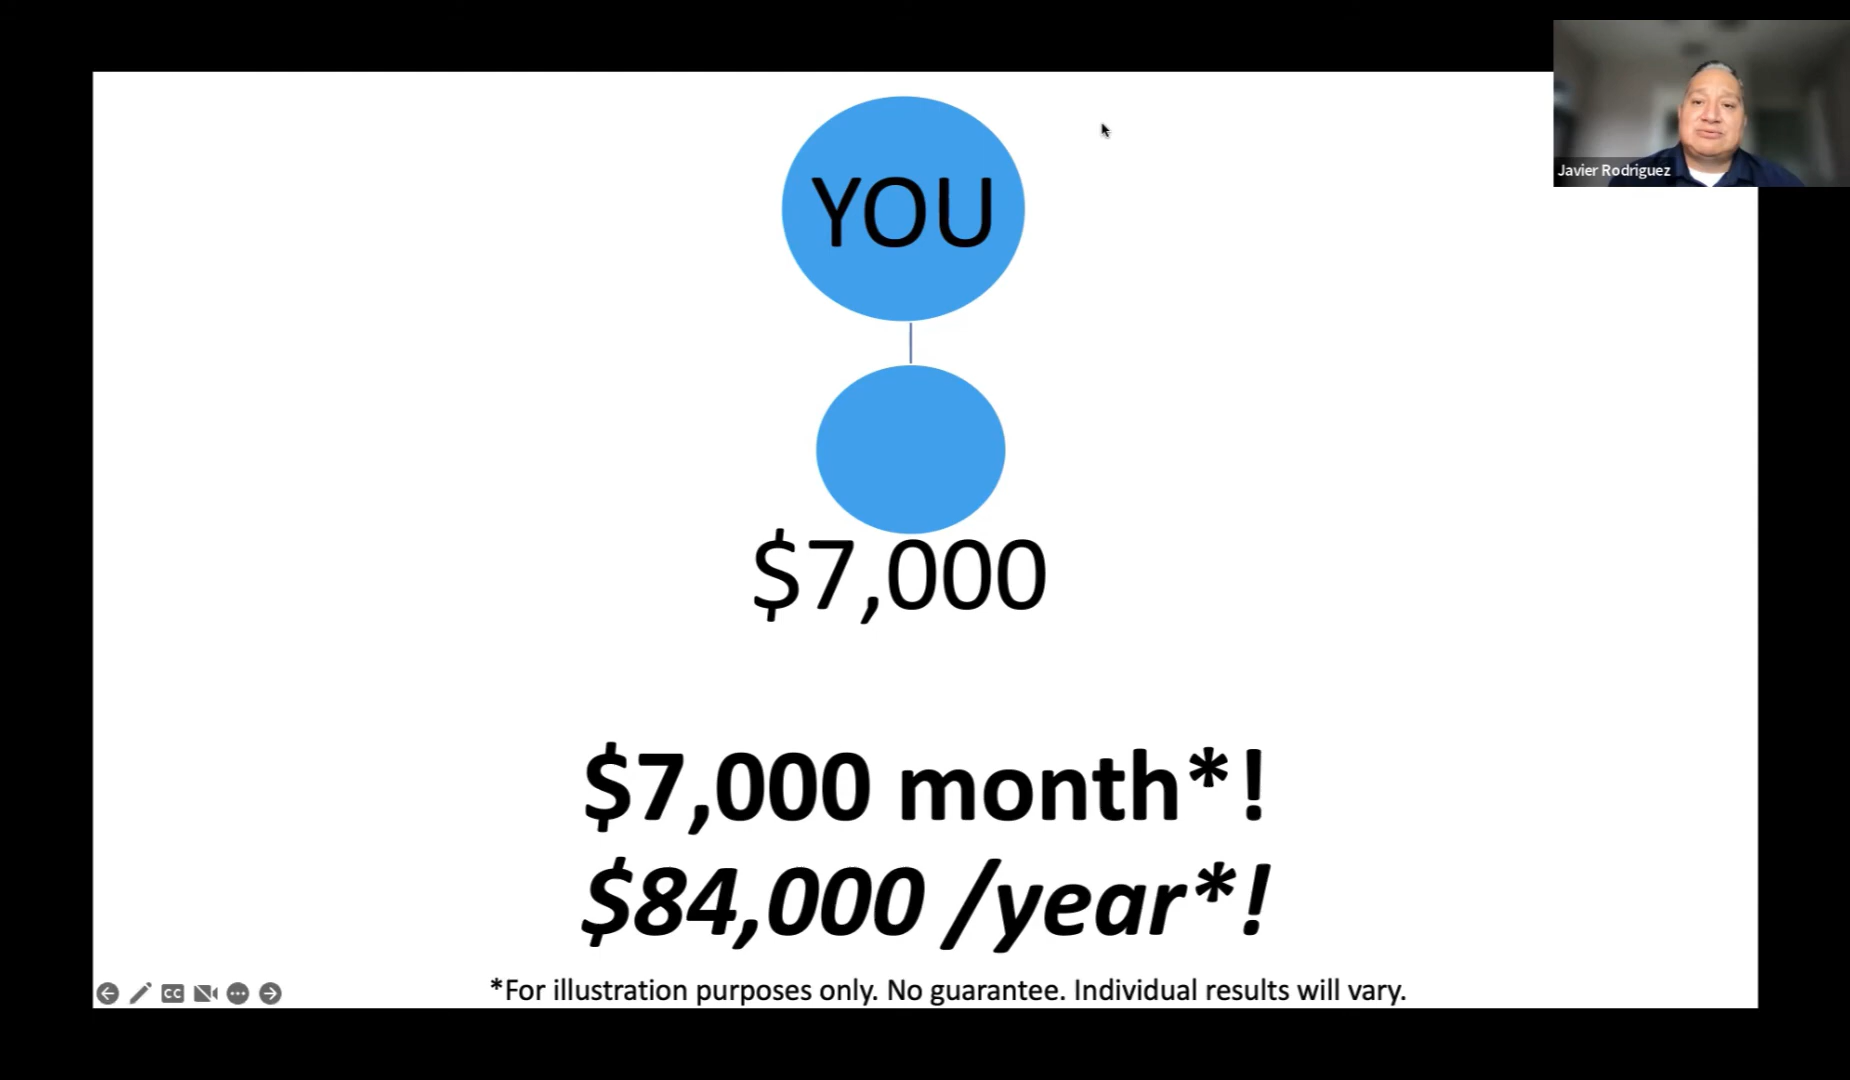 YOU
Javier Rodriguez
$7,000
$7,000 month*!
$84,000 /year*!
CC
*For illustration purposes only. No guarantee. Individual results will vary.